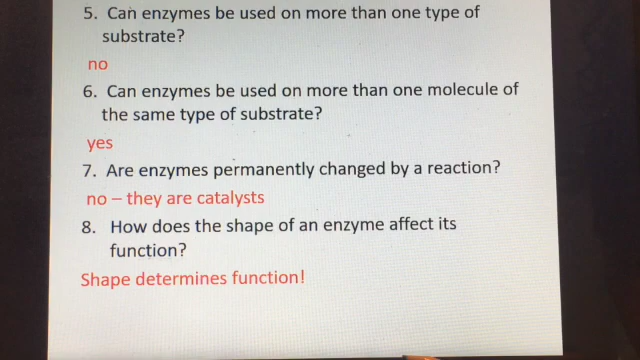 5. Can enzymes be used on more than one type of
substrate?
no
6. Can enzymes be used on more than one molecule of
the same type of substrate?
yes
7. Are enzymes permanently changed by a reaction?
no – they are catalysts
8. How does the shape of an enzyme affect its
function?
Shape determines function!